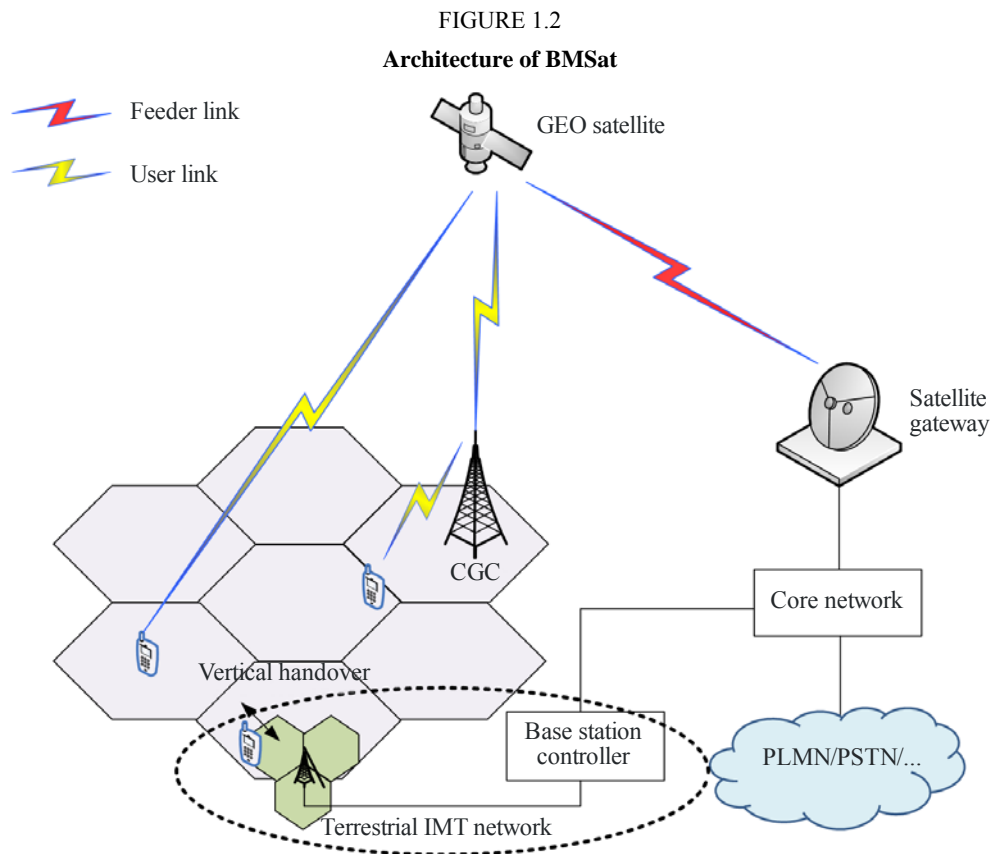 FIGURE 1.2
Architecture of BMSat
Feeder link
User link
GEO satellite
Satellite
gateway
CGC
Core network
Vertical handover
Base station
controller
PLMN/PSTN/...
Terrestrial IMT network